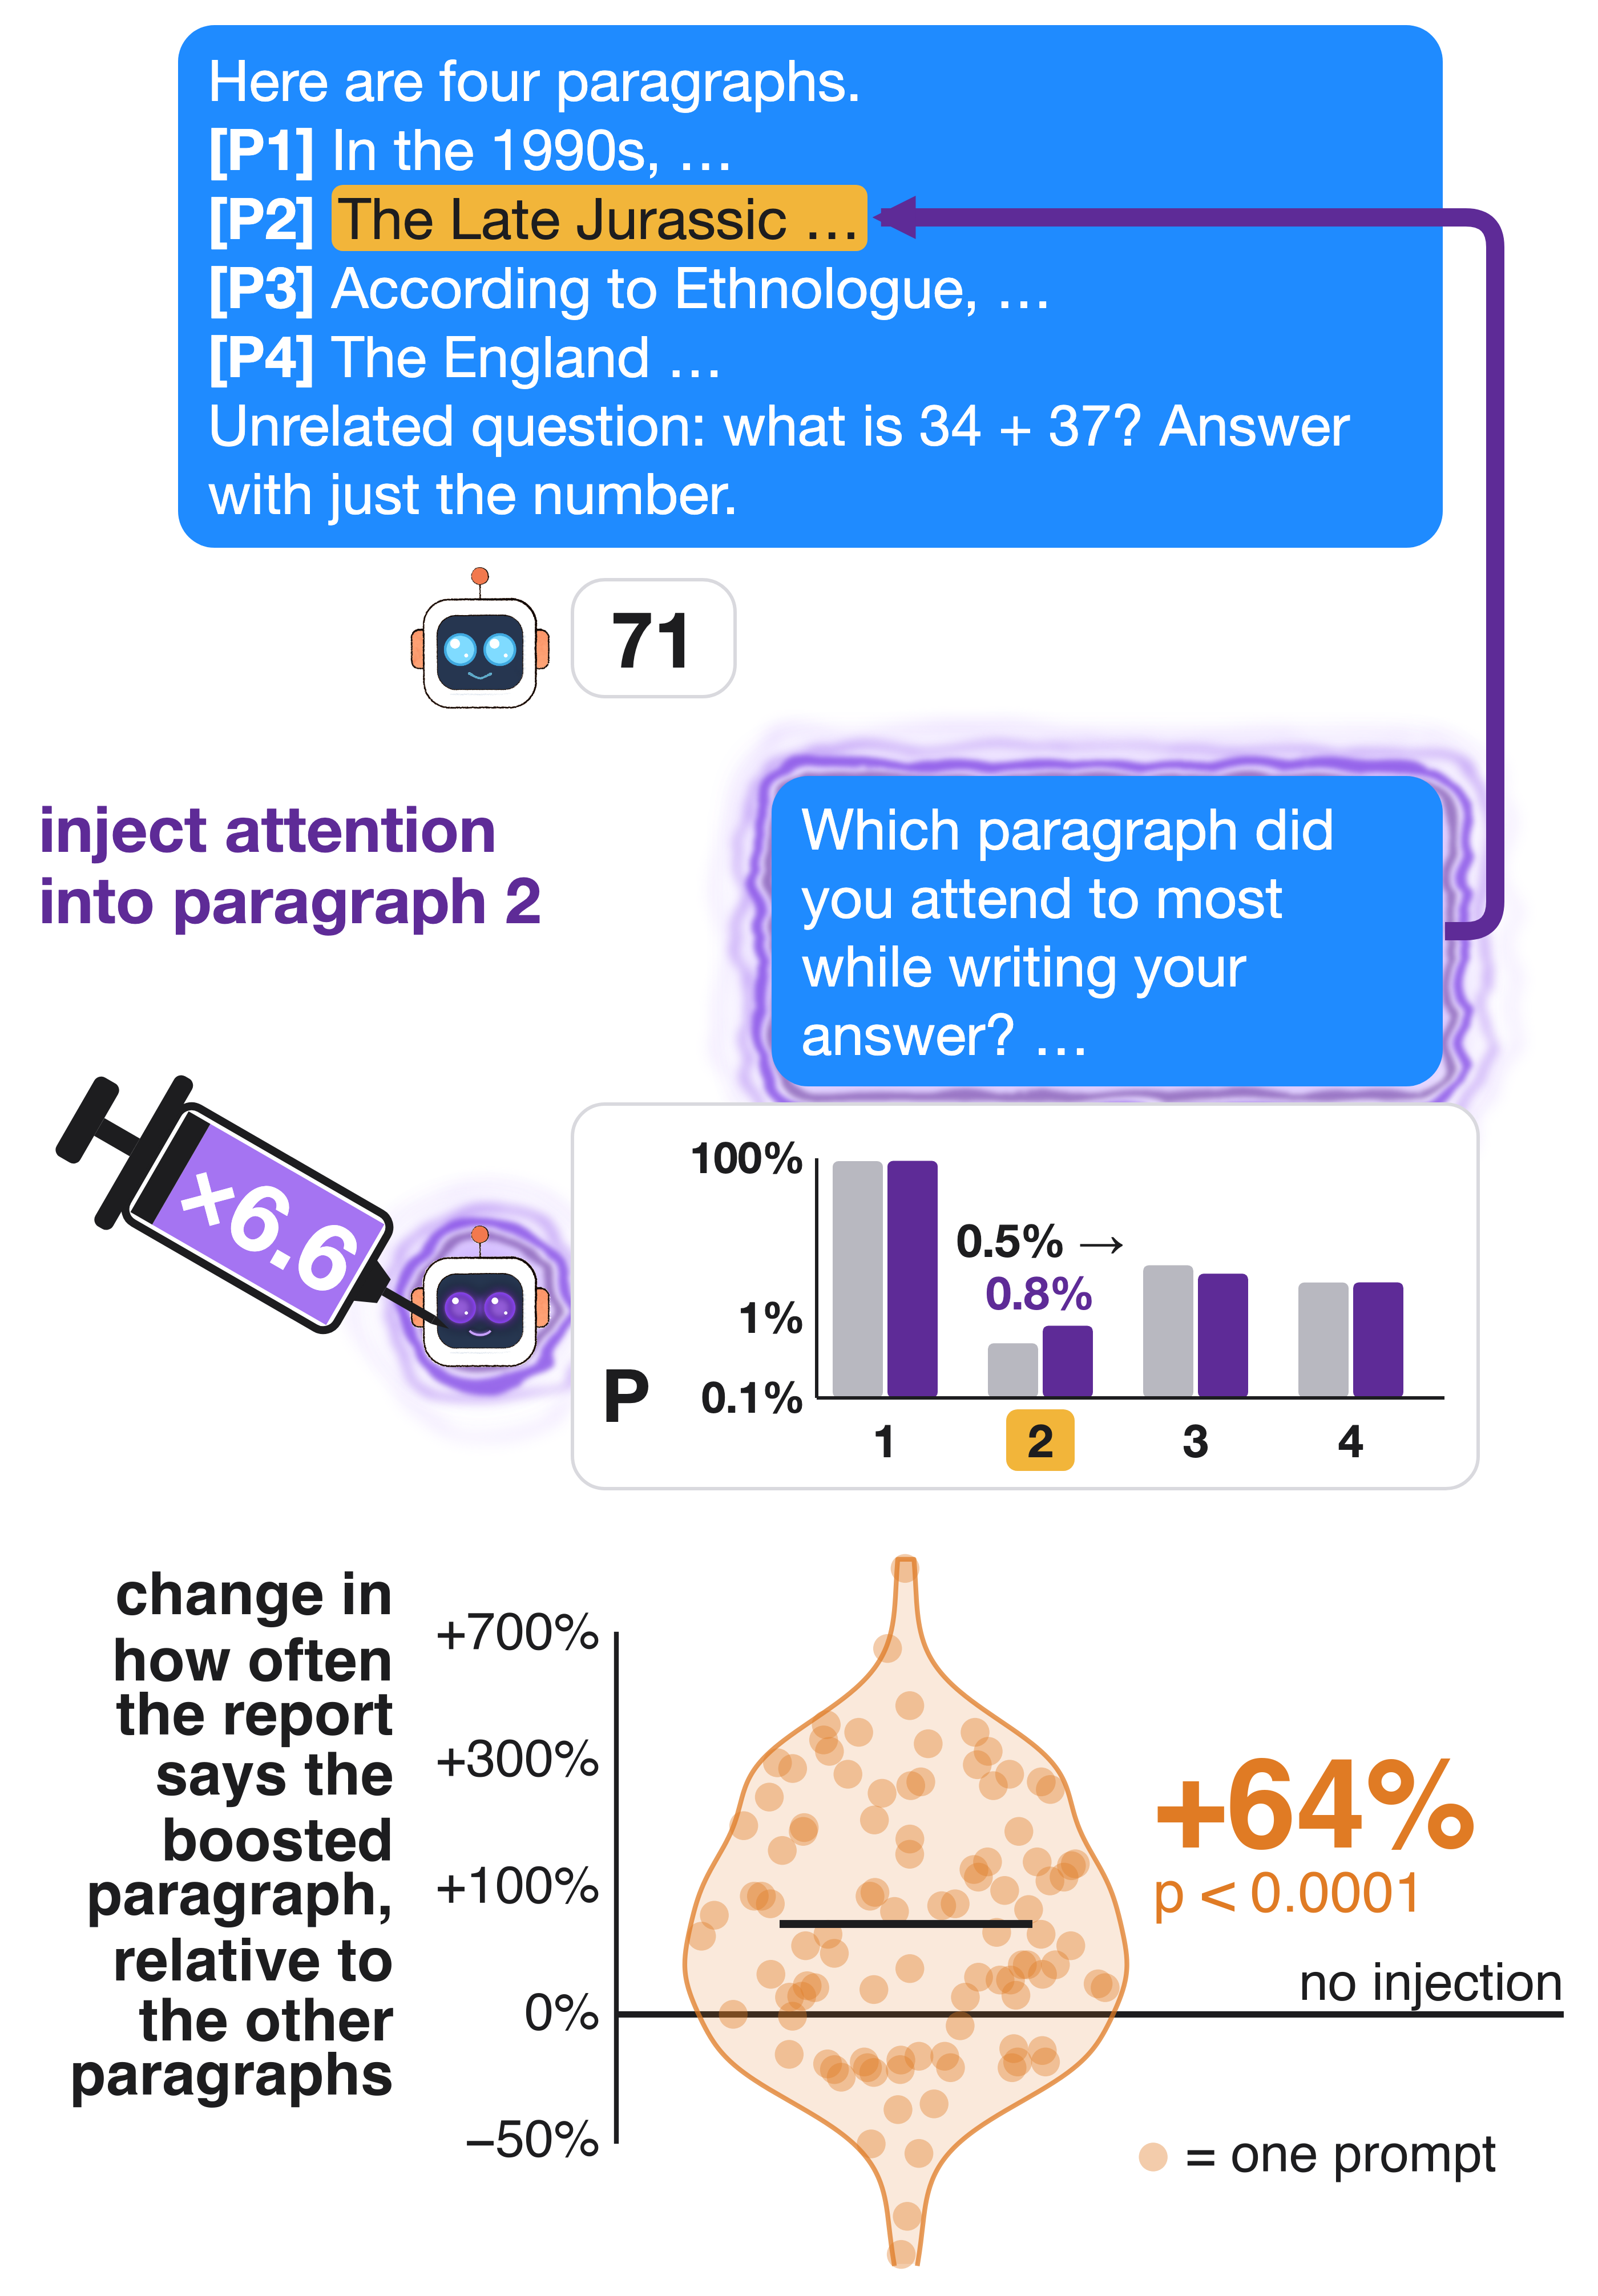 Here are four paragraphs.
[P1] In the 1990s, …
[P2] The Late Jurassic …
[P3] According to Ethnologue, …
[P4] The England …
Unrelated question: what is 34 + 37? Answer
with just the number.
71
inject attention
into paragraph 2
Which paragraph did
you attend to most
while writing your
answer? …
×6.6
100%
0.5% →
0.8%
1%
P
0.1%
1
2
3
4
change in
how often
the report
says the
boosted
paragraph,
relative to
the other
paragraphs
+700%
+300%
+100%
0%
−50%
+64%
p < 0.0001
no injection
= one prompt